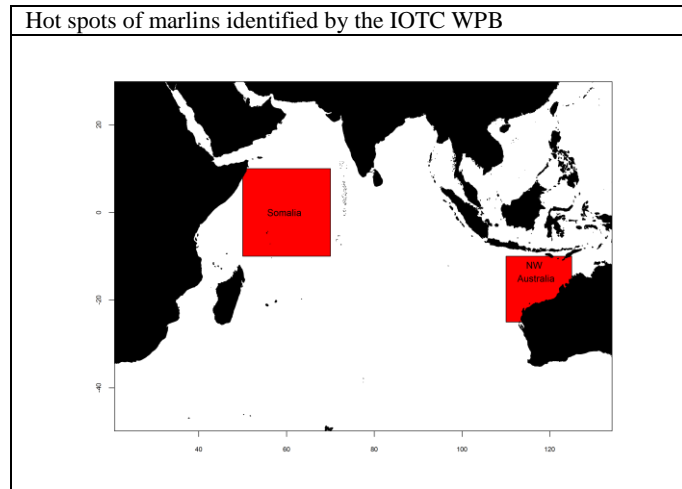 Hot spots of marlins identified by the IOTC WPB
20
0
-20
-40
Somalia
NW
Australia
40
60
80
100
120